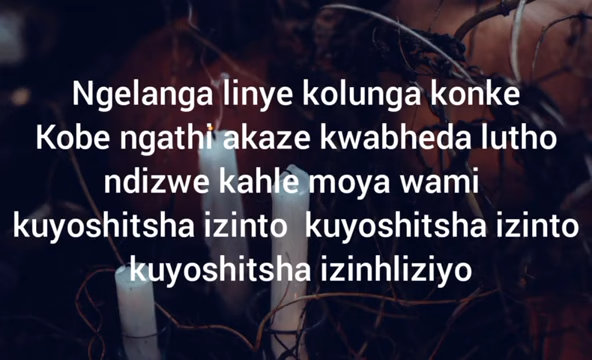 Ngelanga linye kolunga konke
Kobe ngathi akaze kwabheda lutho
ndizwe kahle moya wami
kuyoshitsha izinto kuyoshitsha izinto
kuyoshitsha izinhliziyo